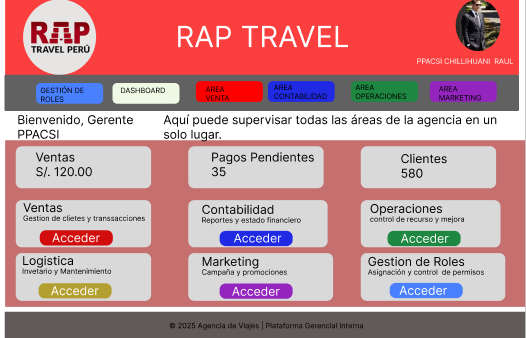 RAP
TRAVEL PERÚ
RAP TRAVEL
PPACSI CHILLIHUANI RAUL
GESTIÓN DE
ROLES
DASHBOARD
AREA
VENTA
AREA
CONTABILIDAD
AREA
OPERACIONES
AREA
MARKETING
Bienvenido, Gerente
PPACSI
Aquí puede supervisar todas las áreas de la agencia en un
solo lugar.
Ventas
S/. 120.00
Pagos Pendientes
35
Clientes
580
Ventas
Gestion de clietes y transsacciones
Acceder
Contabilidad
Reportes y estado financiero
Acceder
Operaciones
control de recurso y mejora
Acceder
Logistica
Invetario y Mantenimiento
Acceder
Marketing
Campaña y promociones
Acceder
Gestion de Roles
Asignación y control de permisos
Acceder
© 2025 Agencia de Viajes | Plataforma Gerencial Interna